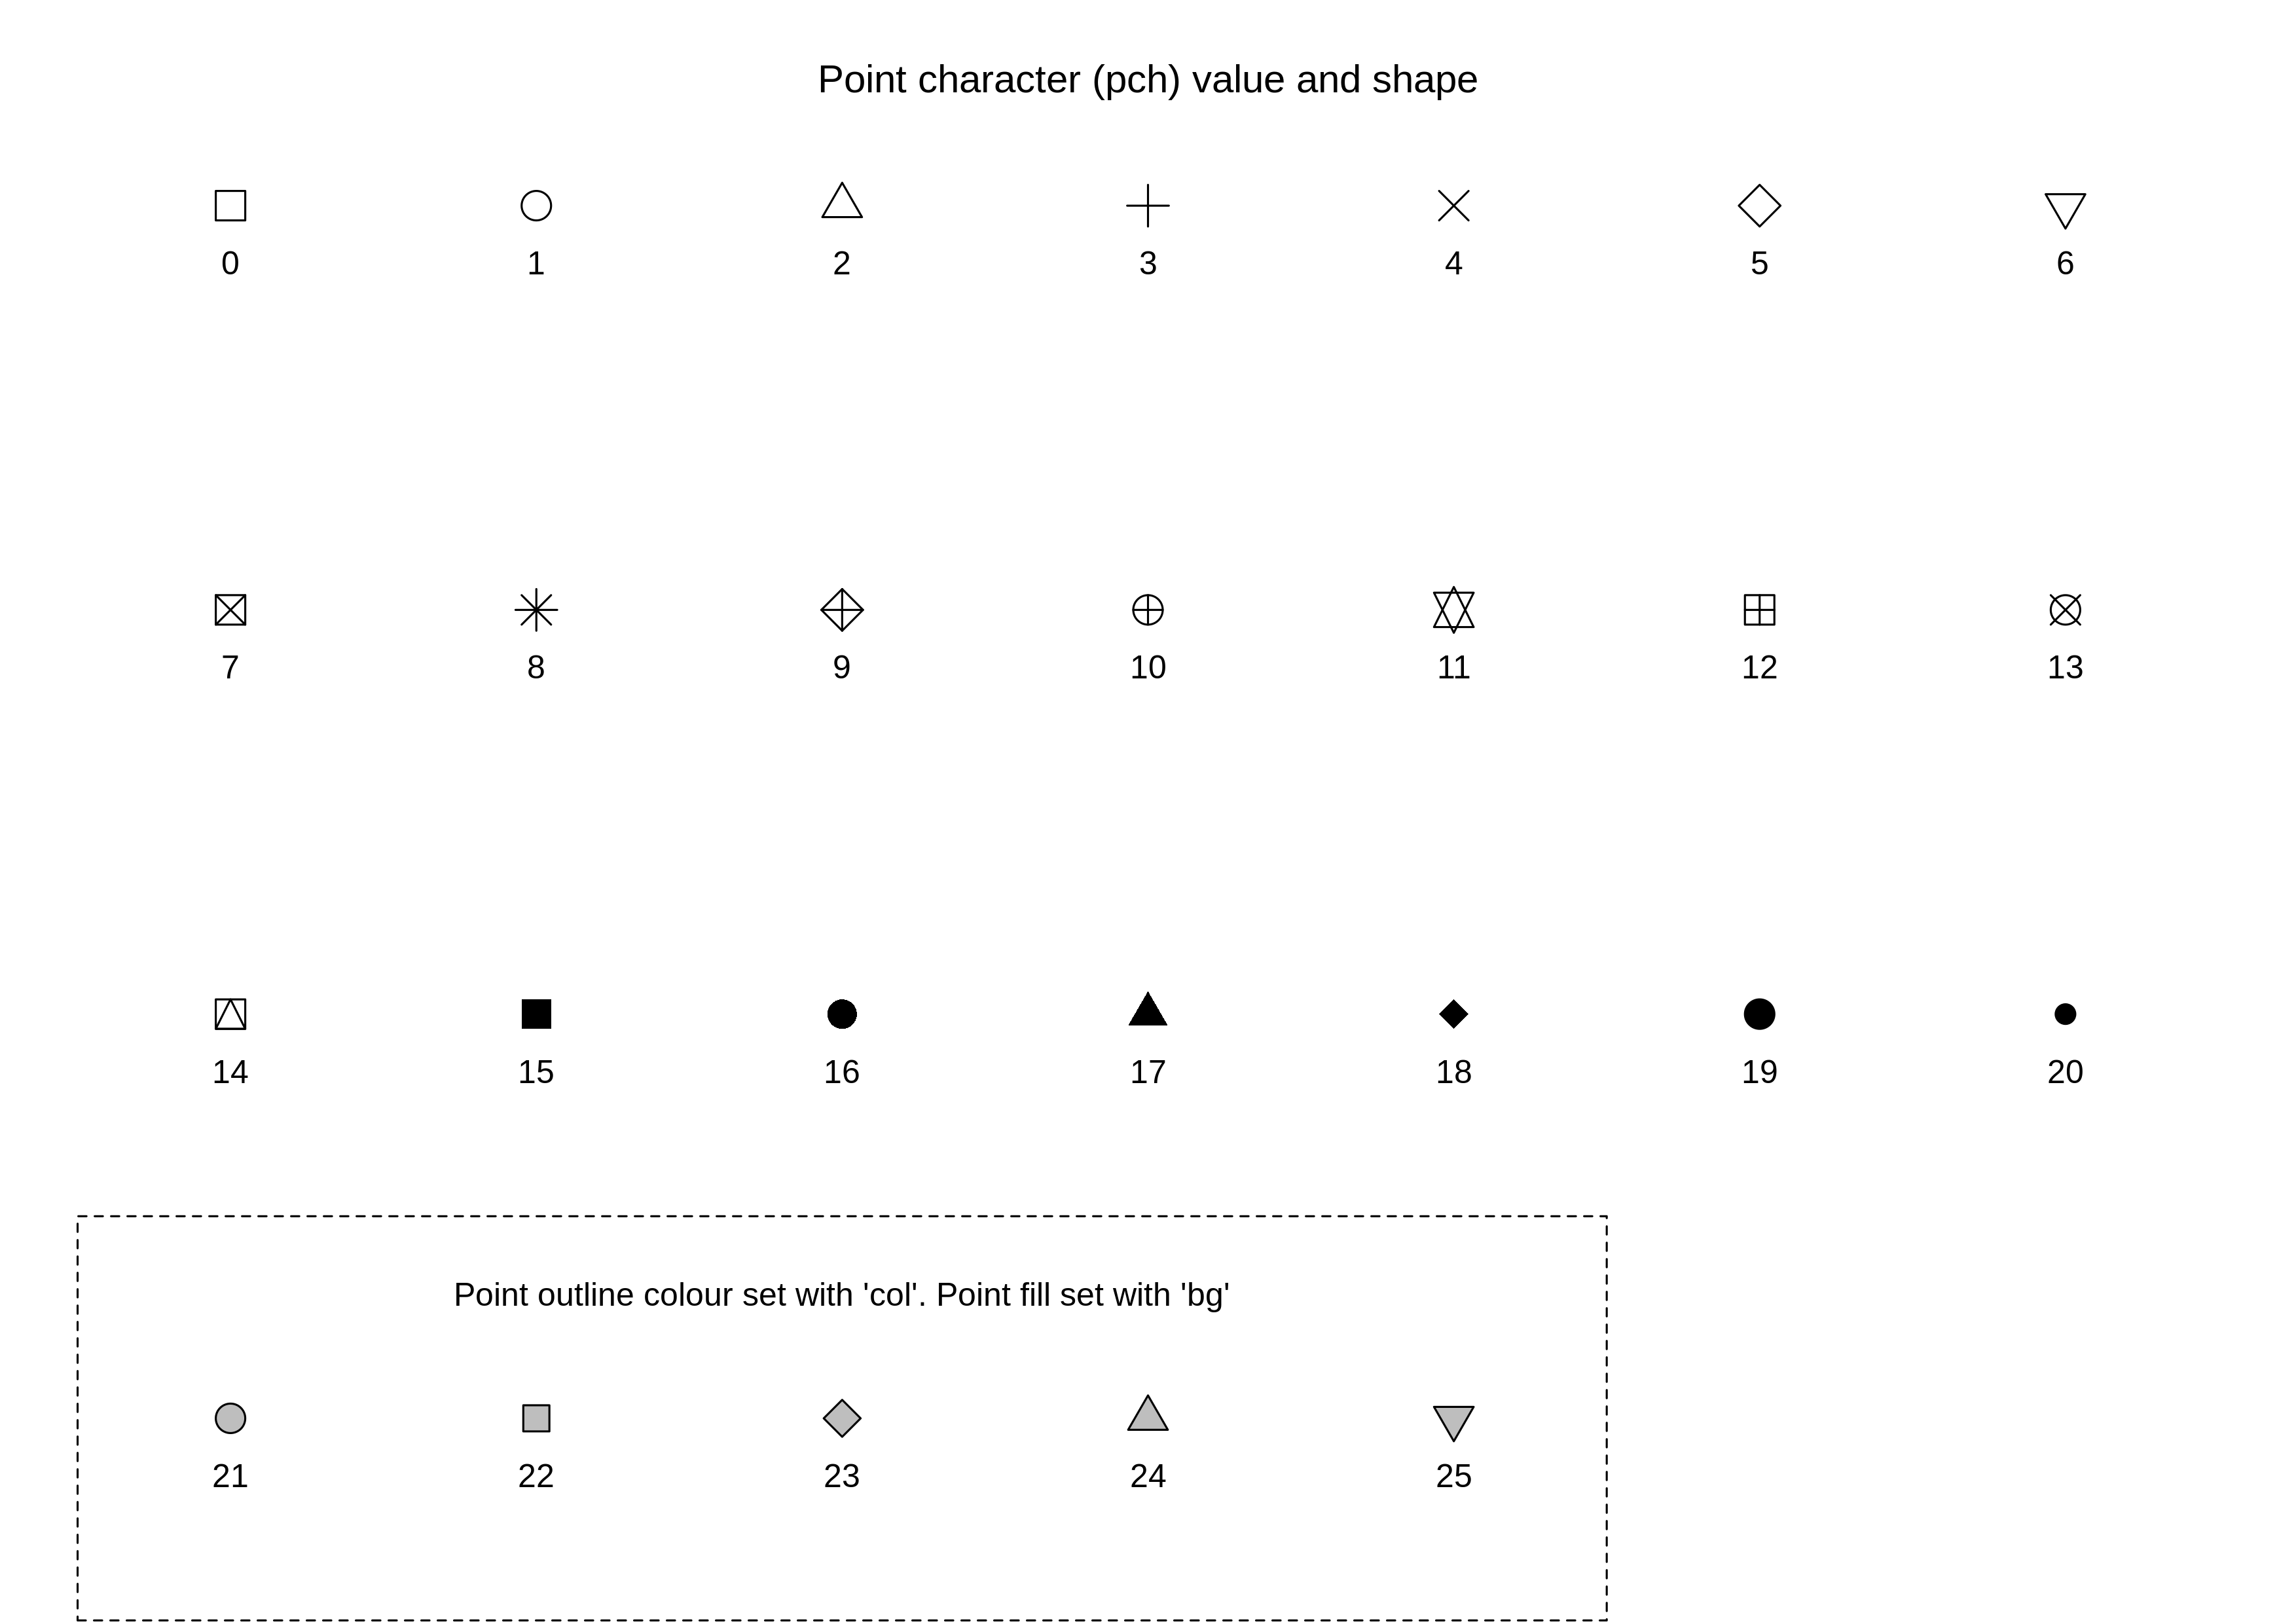 Point character (pch) value and shape
0 1 2 3 4 5 6
7 8 9 10 11 12 13
14 15 16 17 18 19 20
Point outline colour set with 'col'. Point fill set with 'bg'
21 22 23 24 25